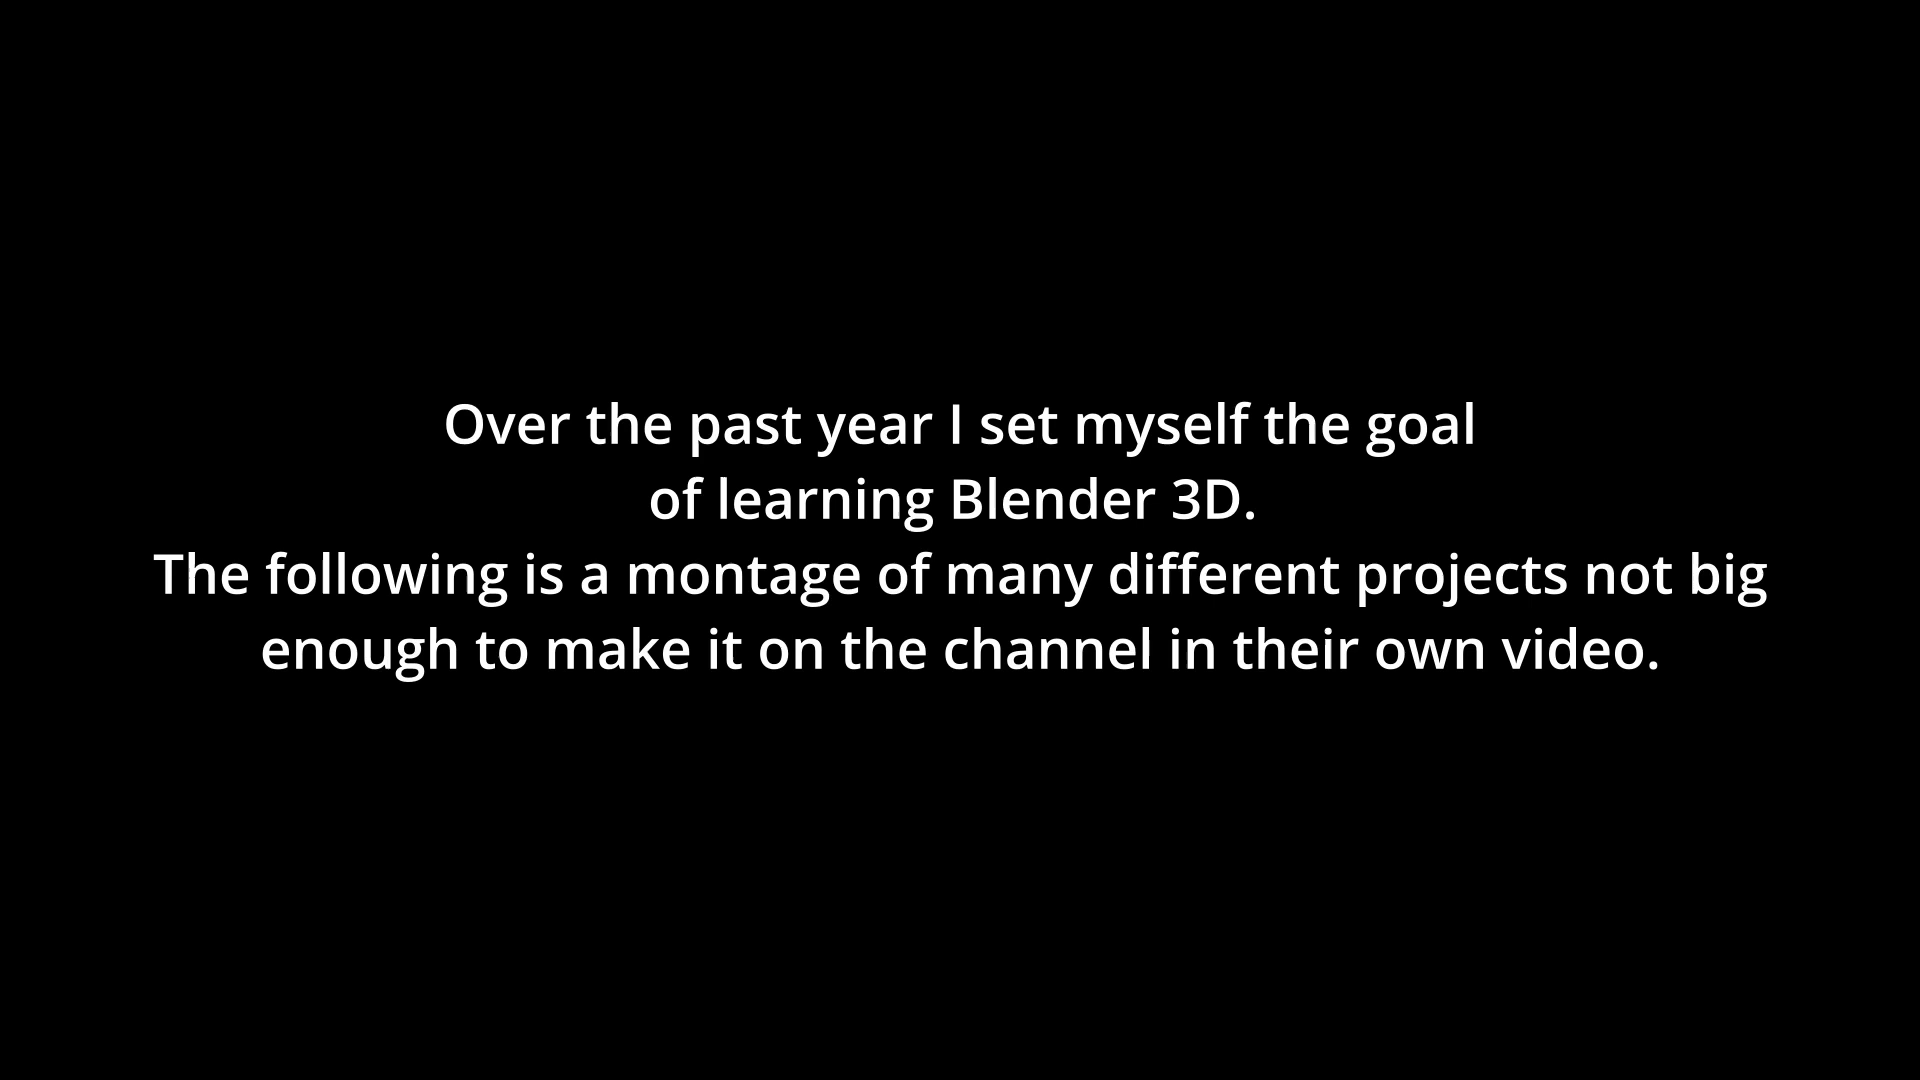 Over the past year I set myself the goal
of learning Blender 3D.
The following is a montage of many different projects not big
enough to make it on the channel in their own video.